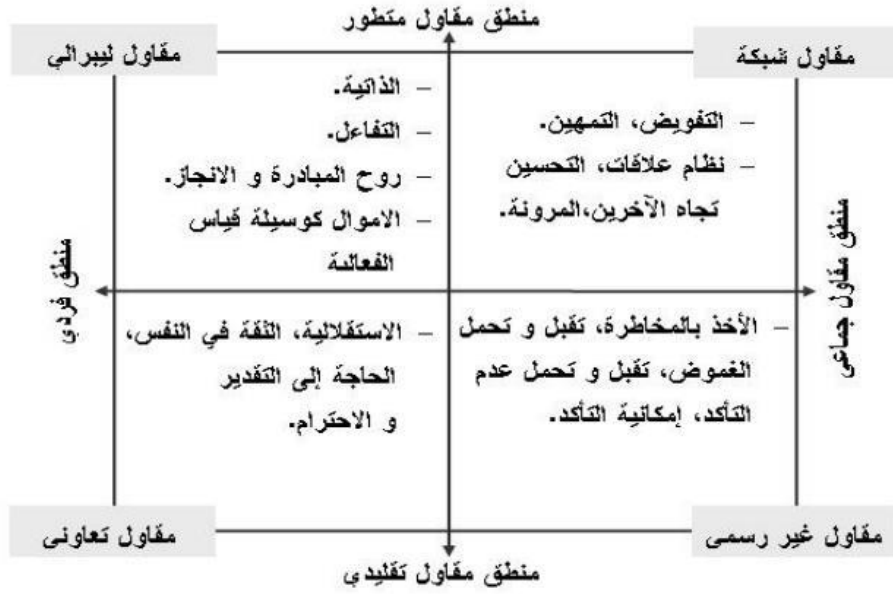 منطق مقاول متطور
مقاول شبكة
مقاول ليبرالي
– التفويض، التمهين.
– نظام علاقات، التحسين
تجاه الآخرين،المرونة.
– الذاتية.
– التفاءل.
– روح المبادرة و الانجاز.
– الاموال كوسيلة قياس
الفعالية
منطق مقاول جماعي
منطق فردي
– الأخذ بالمخاطرة، تقبل و تحمل
الغموض، تقبل و تحمل عدم
التأكد، إمكانية التأكد.
– الاستقلالية، الثقة في النفس،
الحاجة إلى التقدير
و الاحترام.
مقاول غير رسمي
مقاول تعاوني
منطق مقاول تقليدي